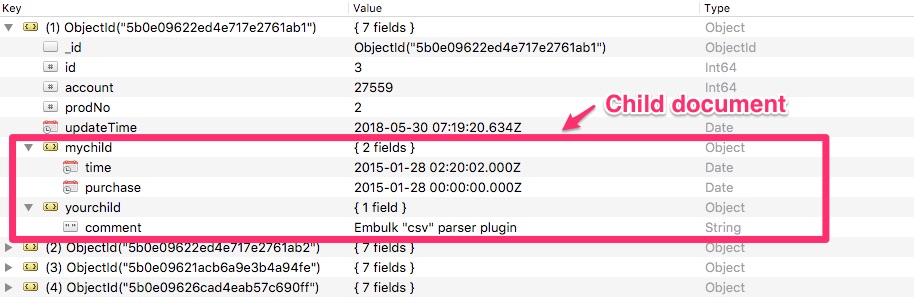 Key Value Type
(1) ObjectId("5b0e09622ed4e717e2761ab1") { 7 fields } Object
_id ObjectId("5b0e09622ed4e717e2761ab1") ObjectId
# id 3 Int64
# account 27559 Int64
# prodNo 2
Child document
updateTime 2018-05-30 07:19:20.634Z Date
mychild { 2 fields } Object
time 2015-01-28 02:20:02.000Z Date
purchase 2015-01-28 00:00:00.000Z Date
yourchild { 1 field } Object
"" comment Embulk "csv" parser plugin String
(2) ObjectId("5b0e09622ed4e717e2761ab2") { 7 fields } Object
(3) ObjectId("5b0e09621acb6a9e3b4a94fe") { 7 fields } Object
(4) ObjectId("5b0e09626cad4eab57c690ff") { 7 fields } Object